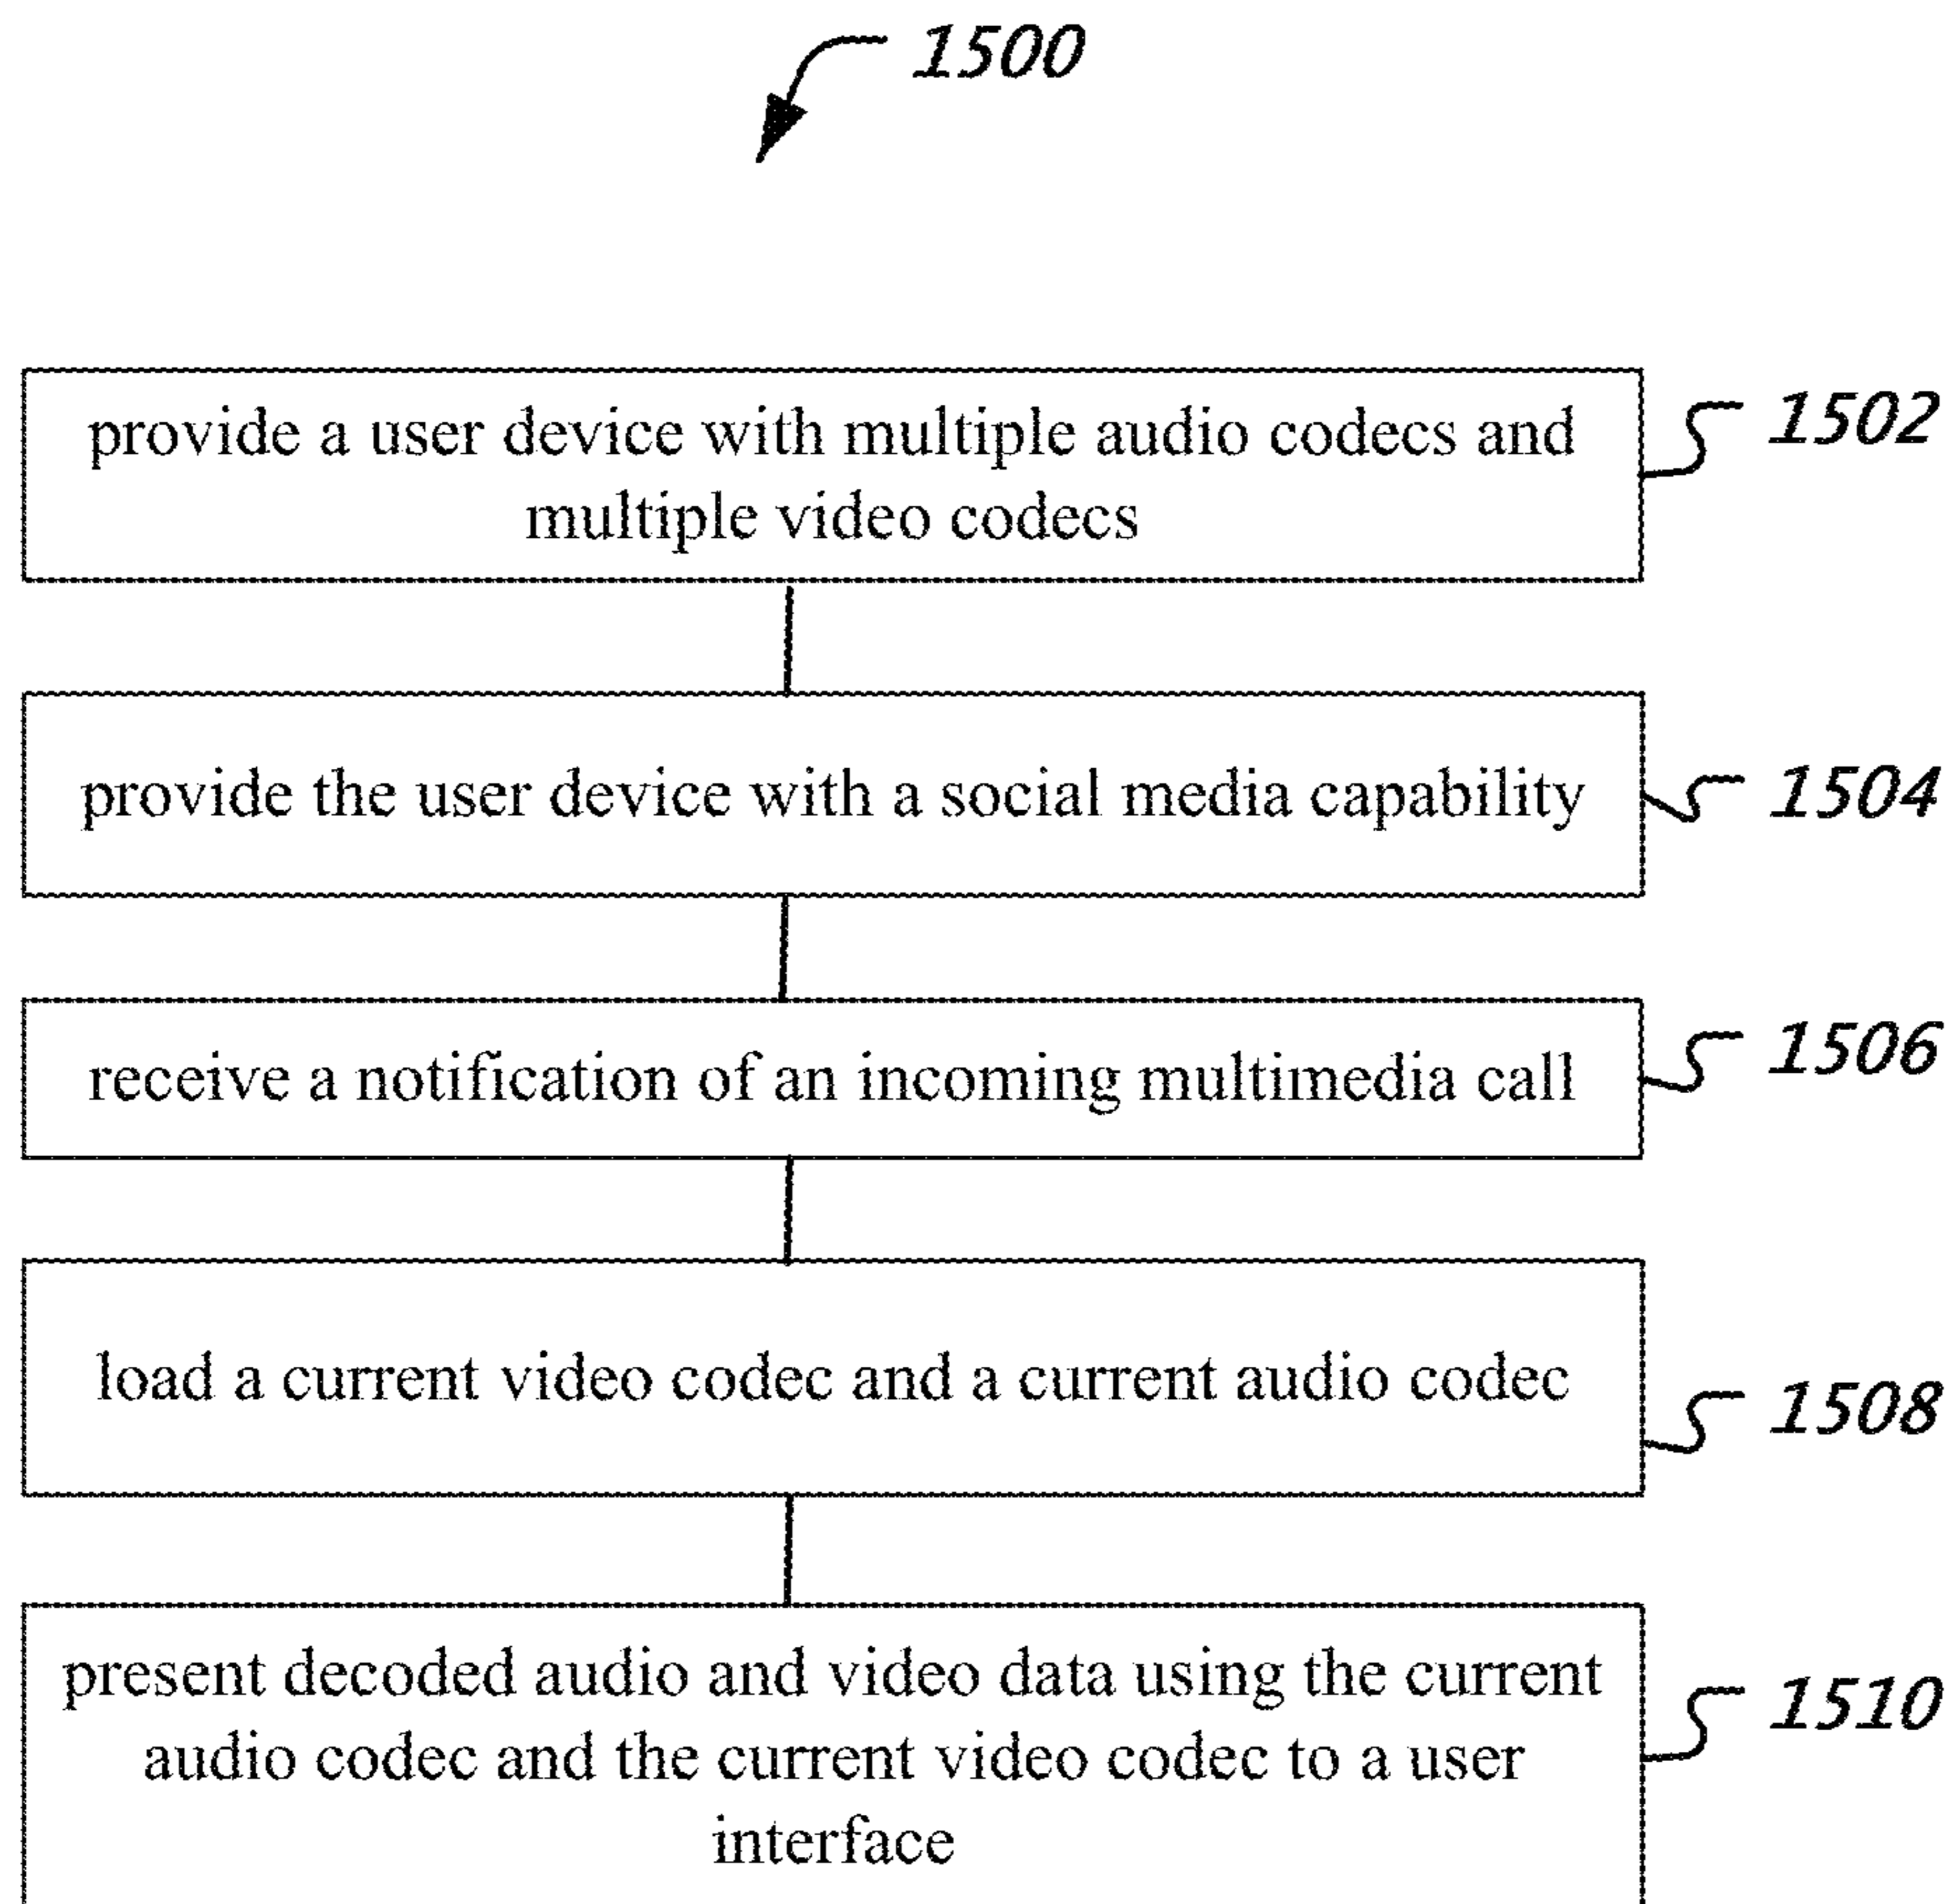 1500
provide a user device with multiple audio codecs and
multiple video codecs
1502
provide the user device with a social media capability
1504
receive a notification of an incoming multimedia call
1506
load a current video codec and a current audio codec
1508
present decoded audio and video data using the current
audio codec and the current video codec to a user
interface
1510